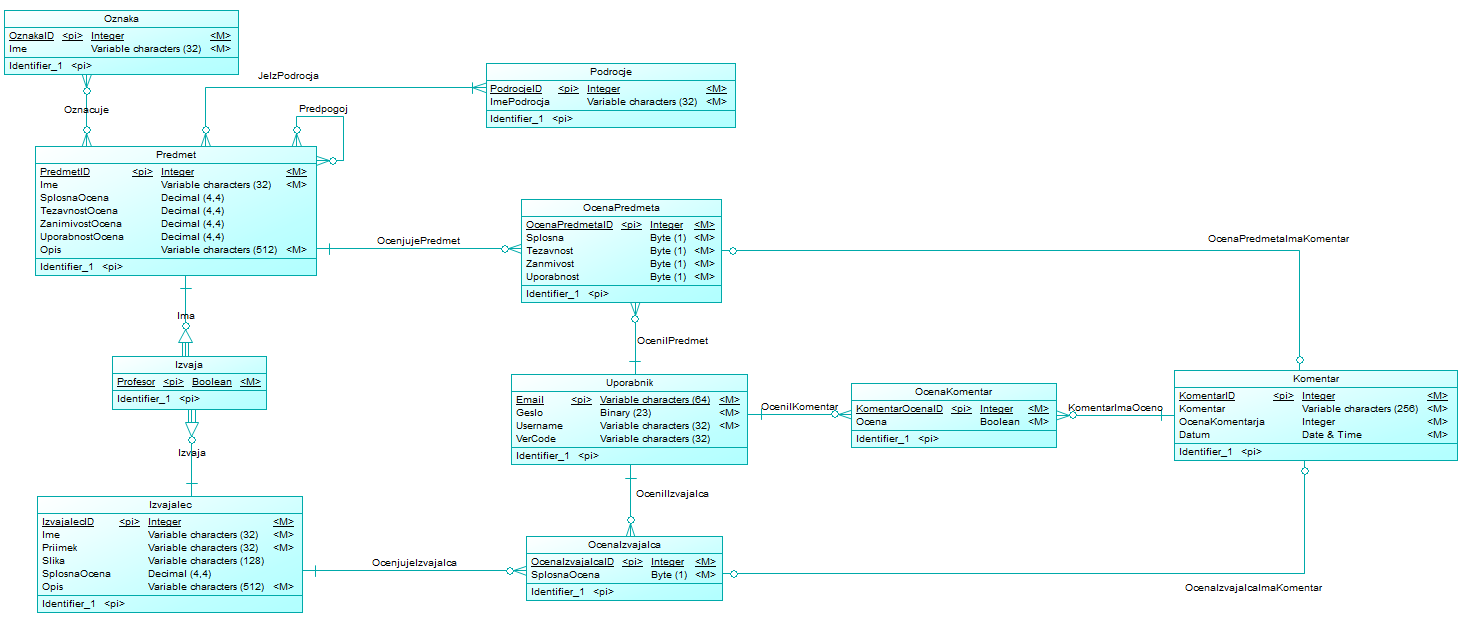 Oznaka
OznakaID <pi> Integer <M>
Ime Variable characters (32) <M>
Identifier_1 <pi>
Oznacuje
JeIzPodrocja
Podrocje
PodrocjeID <pi> Integer <M>
ImePodrocja Variable characters (32) <M>
Identifier_1 <pi>
Predpogoj
Predmet
PredmetID <pi> Integer <M>
Ime Variable characters (32) <M>
SplosnaOcena Decimal (4,4)
TezavnostOcena Decimal (4,4)
ZanimivostOcena Decimal (4,4)
UporabnostOcena Decimal (4,4)
Opis Variable characters (512) <M>
Identifier_1 <pi>
OcenjujePredmet
OcenaPredmeta
OcenaPredmetaID <pi> Integer <M>
Splosna Byte (1) <M>
Tezavnost Byte (1) <M>
Zanmivost Byte (1) <M>
Uporabnost Byte (1) <M>
Identifier_1 <pi>
OcenaPredmetaImaKomentar
Ima
OcenilPredmet
Izvaja
Profesor <pi> Boolean <M>
Identifier_1 <pi>
Izvaja
Uporabnik
Email <pi> Variable characters (64) <M>
Geslo Binary (23) <M>
Username Variable characters (32) <M>
VerCode Variable characters (32)
Identifier_1 <pi>
OcenilKomentar
OcenaKomentar
KomentarOcenaID <pi> Integer <M>
Ocena Boolean <M>
Identifier_1 <pi>
KomentarImaOceno
Komentar
KomentarID <pi> Integer <M>
Komentar Variable characters (256) <M>
OcenaKomentarja Integer <M>
Datum Date & Time <M>
Identifier_1 <pi>
OcenilIzvajalca
Izvajalec
IzvajalecID <pi> Integer <M>
Ime Variable characters (32) <M>
Priimek Variable characters (32) <M>
Slika Variable characters (128)
SplosnaOcena Decimal (4,4)
Opis Variable characters (512) <M>
Identifier_1 <pi>
OcenjujeIzvajalca
OcenaIzvajalca
OcenaIzvajalcaID <pi> Integer <M>
SplosnaOcena Byte (1) <M>
Identifier_1 <pi>
OcenaIzvajalcaImaKomentar